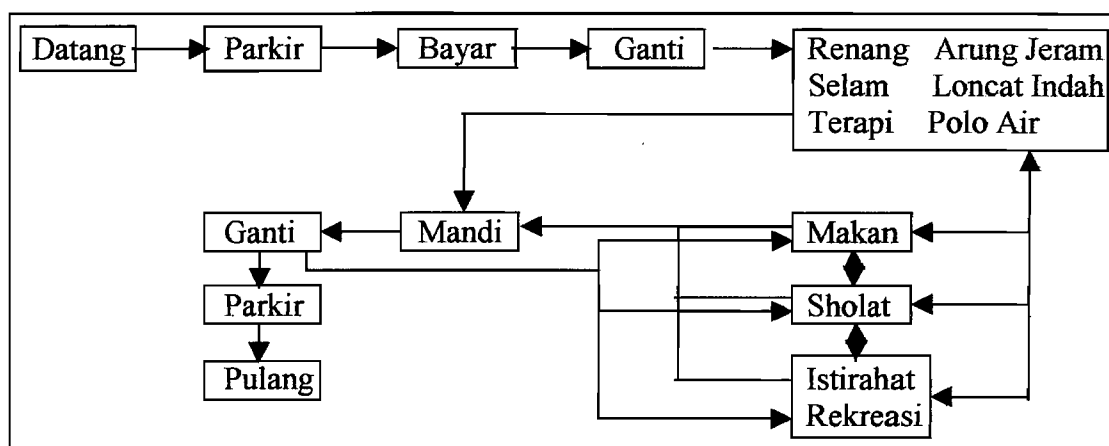 Datang Parkir Bayar Ganti
Renang Arung Jeram
Selam Loncat Indah
Terapi Polo Air
Ganti Mandi Makan
Parkir Sholat
Pulang Istirahat
Rekreasi